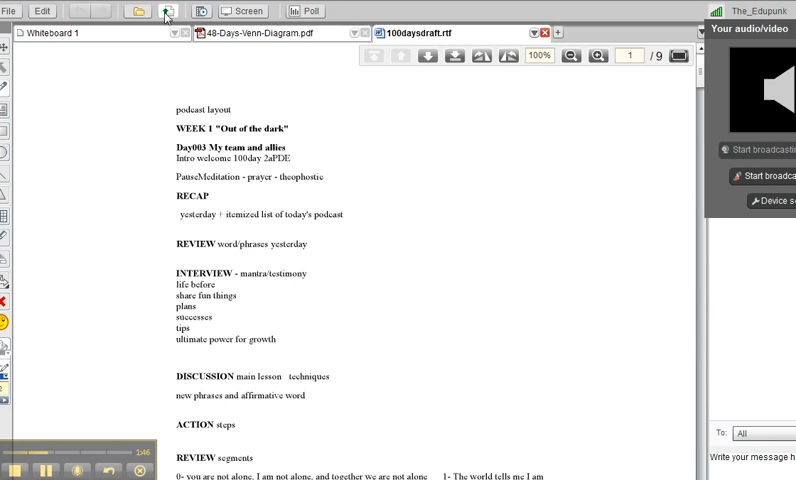 File Edit Screen Poll The_Edupunk
Your audio/video
Whiteboard 1 48-Days-Venn-Diagram.pdf 100daysdraft.rtf
100% 1 / 9
podcast layout
WEEK 1 "Out of the dark"
Day003 My team and allies
Intro welcome 100day 2aPDE
PauseMeditation - prayer - theophostic
RECAP
yesterday + itemized list of today's podcast
REVIEW word/phrases yesterday
INTERVIEW - mantra/testimony
life before
share fun things
plans
successes
tips
ultimate power for growth
DISCUSSION main lesson techniques
new phrases and affirmative word
ACTION steps
REVIEW segments
0- you are not alone, I am not alone, and together we are not alone 1- The world tells me I am
Start broadcastin
Start broadca
Device se
1:46
To: All
Write your message h